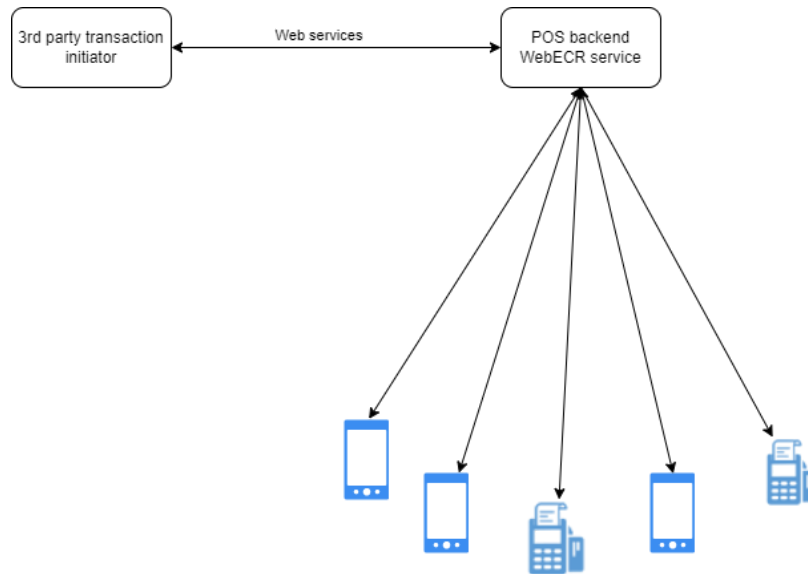 3rd party transaction
initiator
Web services
POS backend
WebECR service